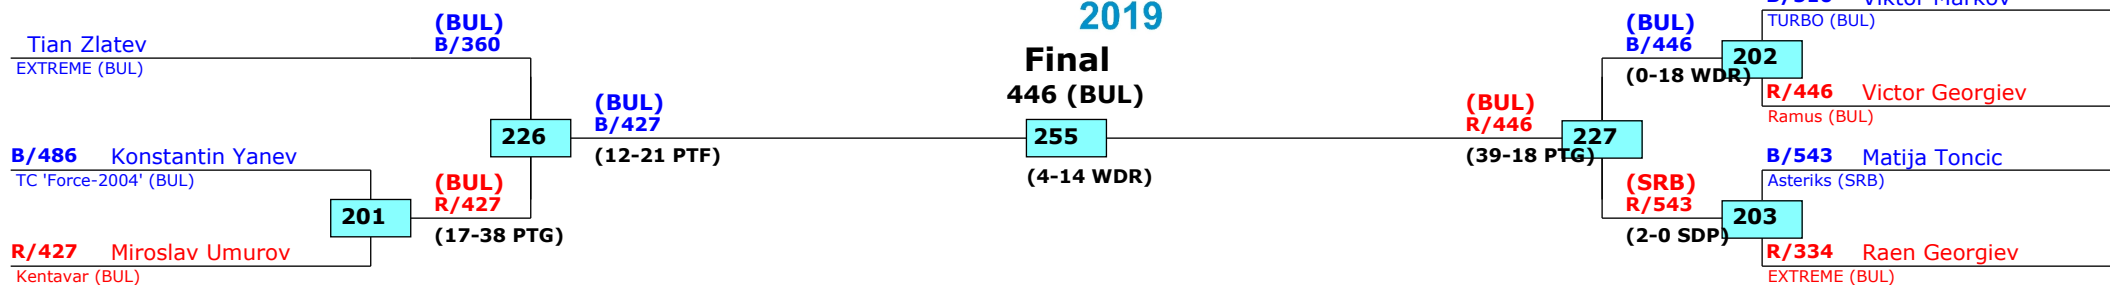 2019
Final
446 (BUL)
Tian Zlatev
EXTREME (BUL)
(BUL)
B/360
B/486 Konstantin Yanev
TC 'Force-2004' (BUL)
201
R/427 Miroslav Umurov
Kentavar (BUL)
(BUL)
R/427
(17-38 PTG)
226
(BUL)
B/427
(12-21 PTF)
255
(4-14 WDR)
(BUL)
R/446
(39-18 PTG)
227
(BUL)
B/446
(0-18 WDR)
202
Viktor Markov
TURBO (BUL)
R/446 Victor Georgiev
Ramus (BUL)
B/543 Matija Toncic
Asteriks (SRB)
(SRB)
R/543
(2-0 SDP)
203
R/334 Raen Georgiev
EXTREME (BUL)